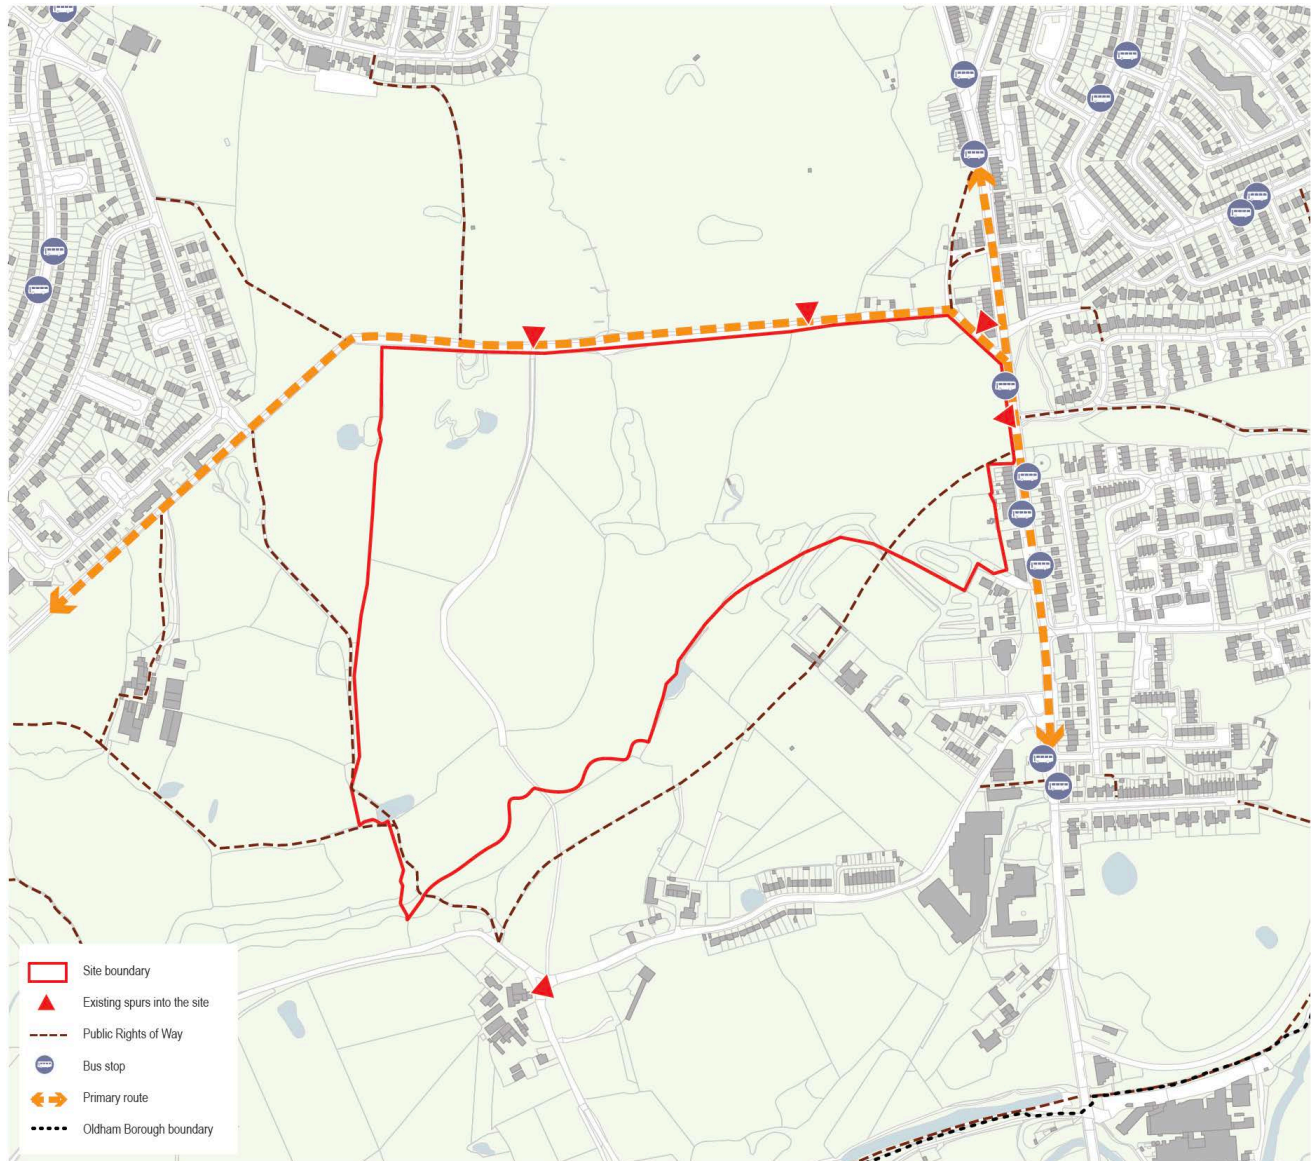 Site boundary
Existing spurs into the site
Public Rights of Way
Bus stop
Primary route
Oldham Borough boundary